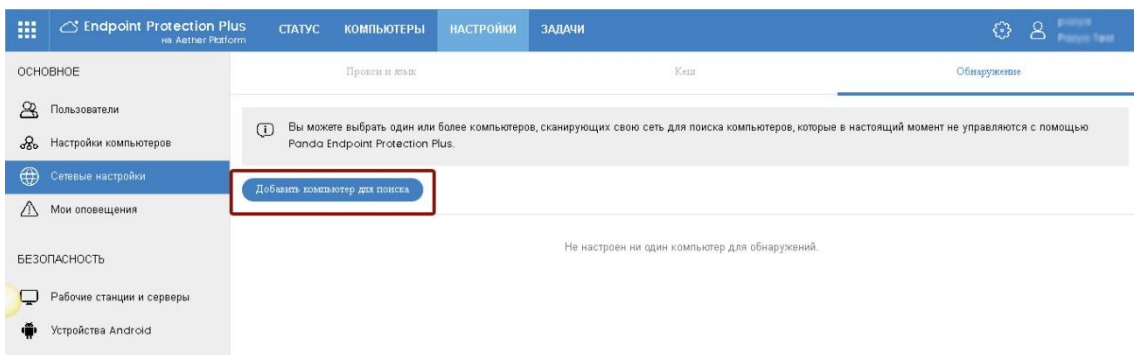 Endpoint Protection Plus
на Aether Platform
СТАТУС КОМПЬЮТЕРЫ НАСТРОЙКИ ЗАДАЧИ
ОСНОВНОЕ
Прокси и язык Кеш Обнаружение
Пользователи
Настройки компьютеров
Сетевые настройки
Мои оповещения
Вы можете выбрать один или более компьютеров, сканирующих свою сеть для поиска компьютеров, которые в настоящий момент не управляются с помощью
Panda Endpoint Protection Plus.
Добавить компьютер для поиска
Не настроен ни один компьютер для обнаружений.
БЕЗОПАСНОСТЬ
Рабочие станции и серверы
Устройства Android